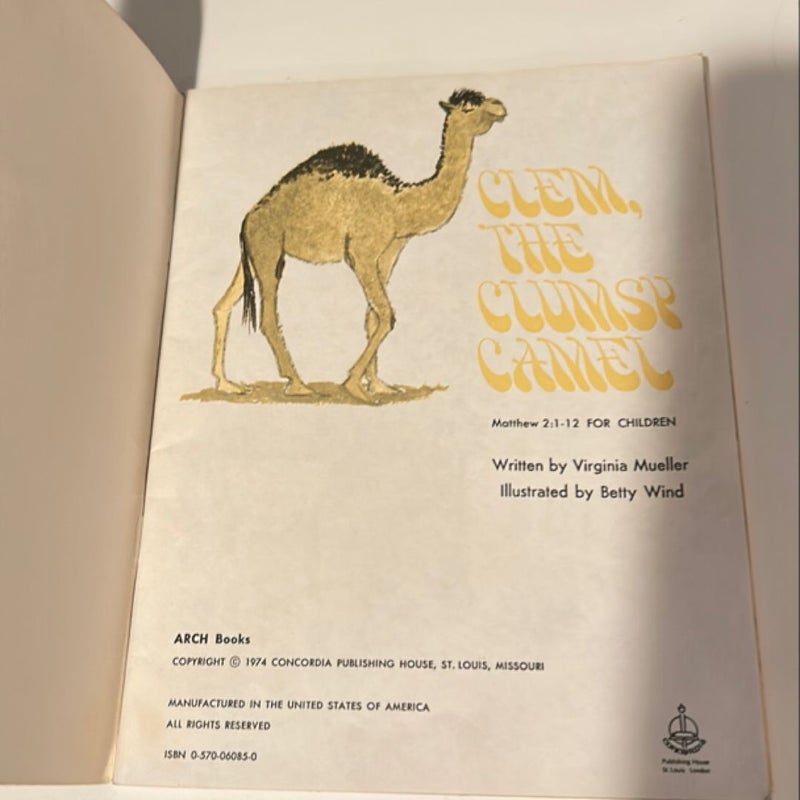 CLEM,
THE
CLUMSY
CAMEL
Matthew 2:1-12 FOR CHILDREN
Written by Virginia Mueller
Illustrated by Betty Wind
ARCH Books
COPYRIGHT © 1974 CONCORDIA PUBLISHING HOUSE, ST. LOUIS, MISSOURI
MANUFACTURED IN THE UNITED STATES OF AMERICA
ALL RIGHTS RESERVED
ISBN 0-570-06085-0
CONCORDIA
Publishing House
St. Louis London